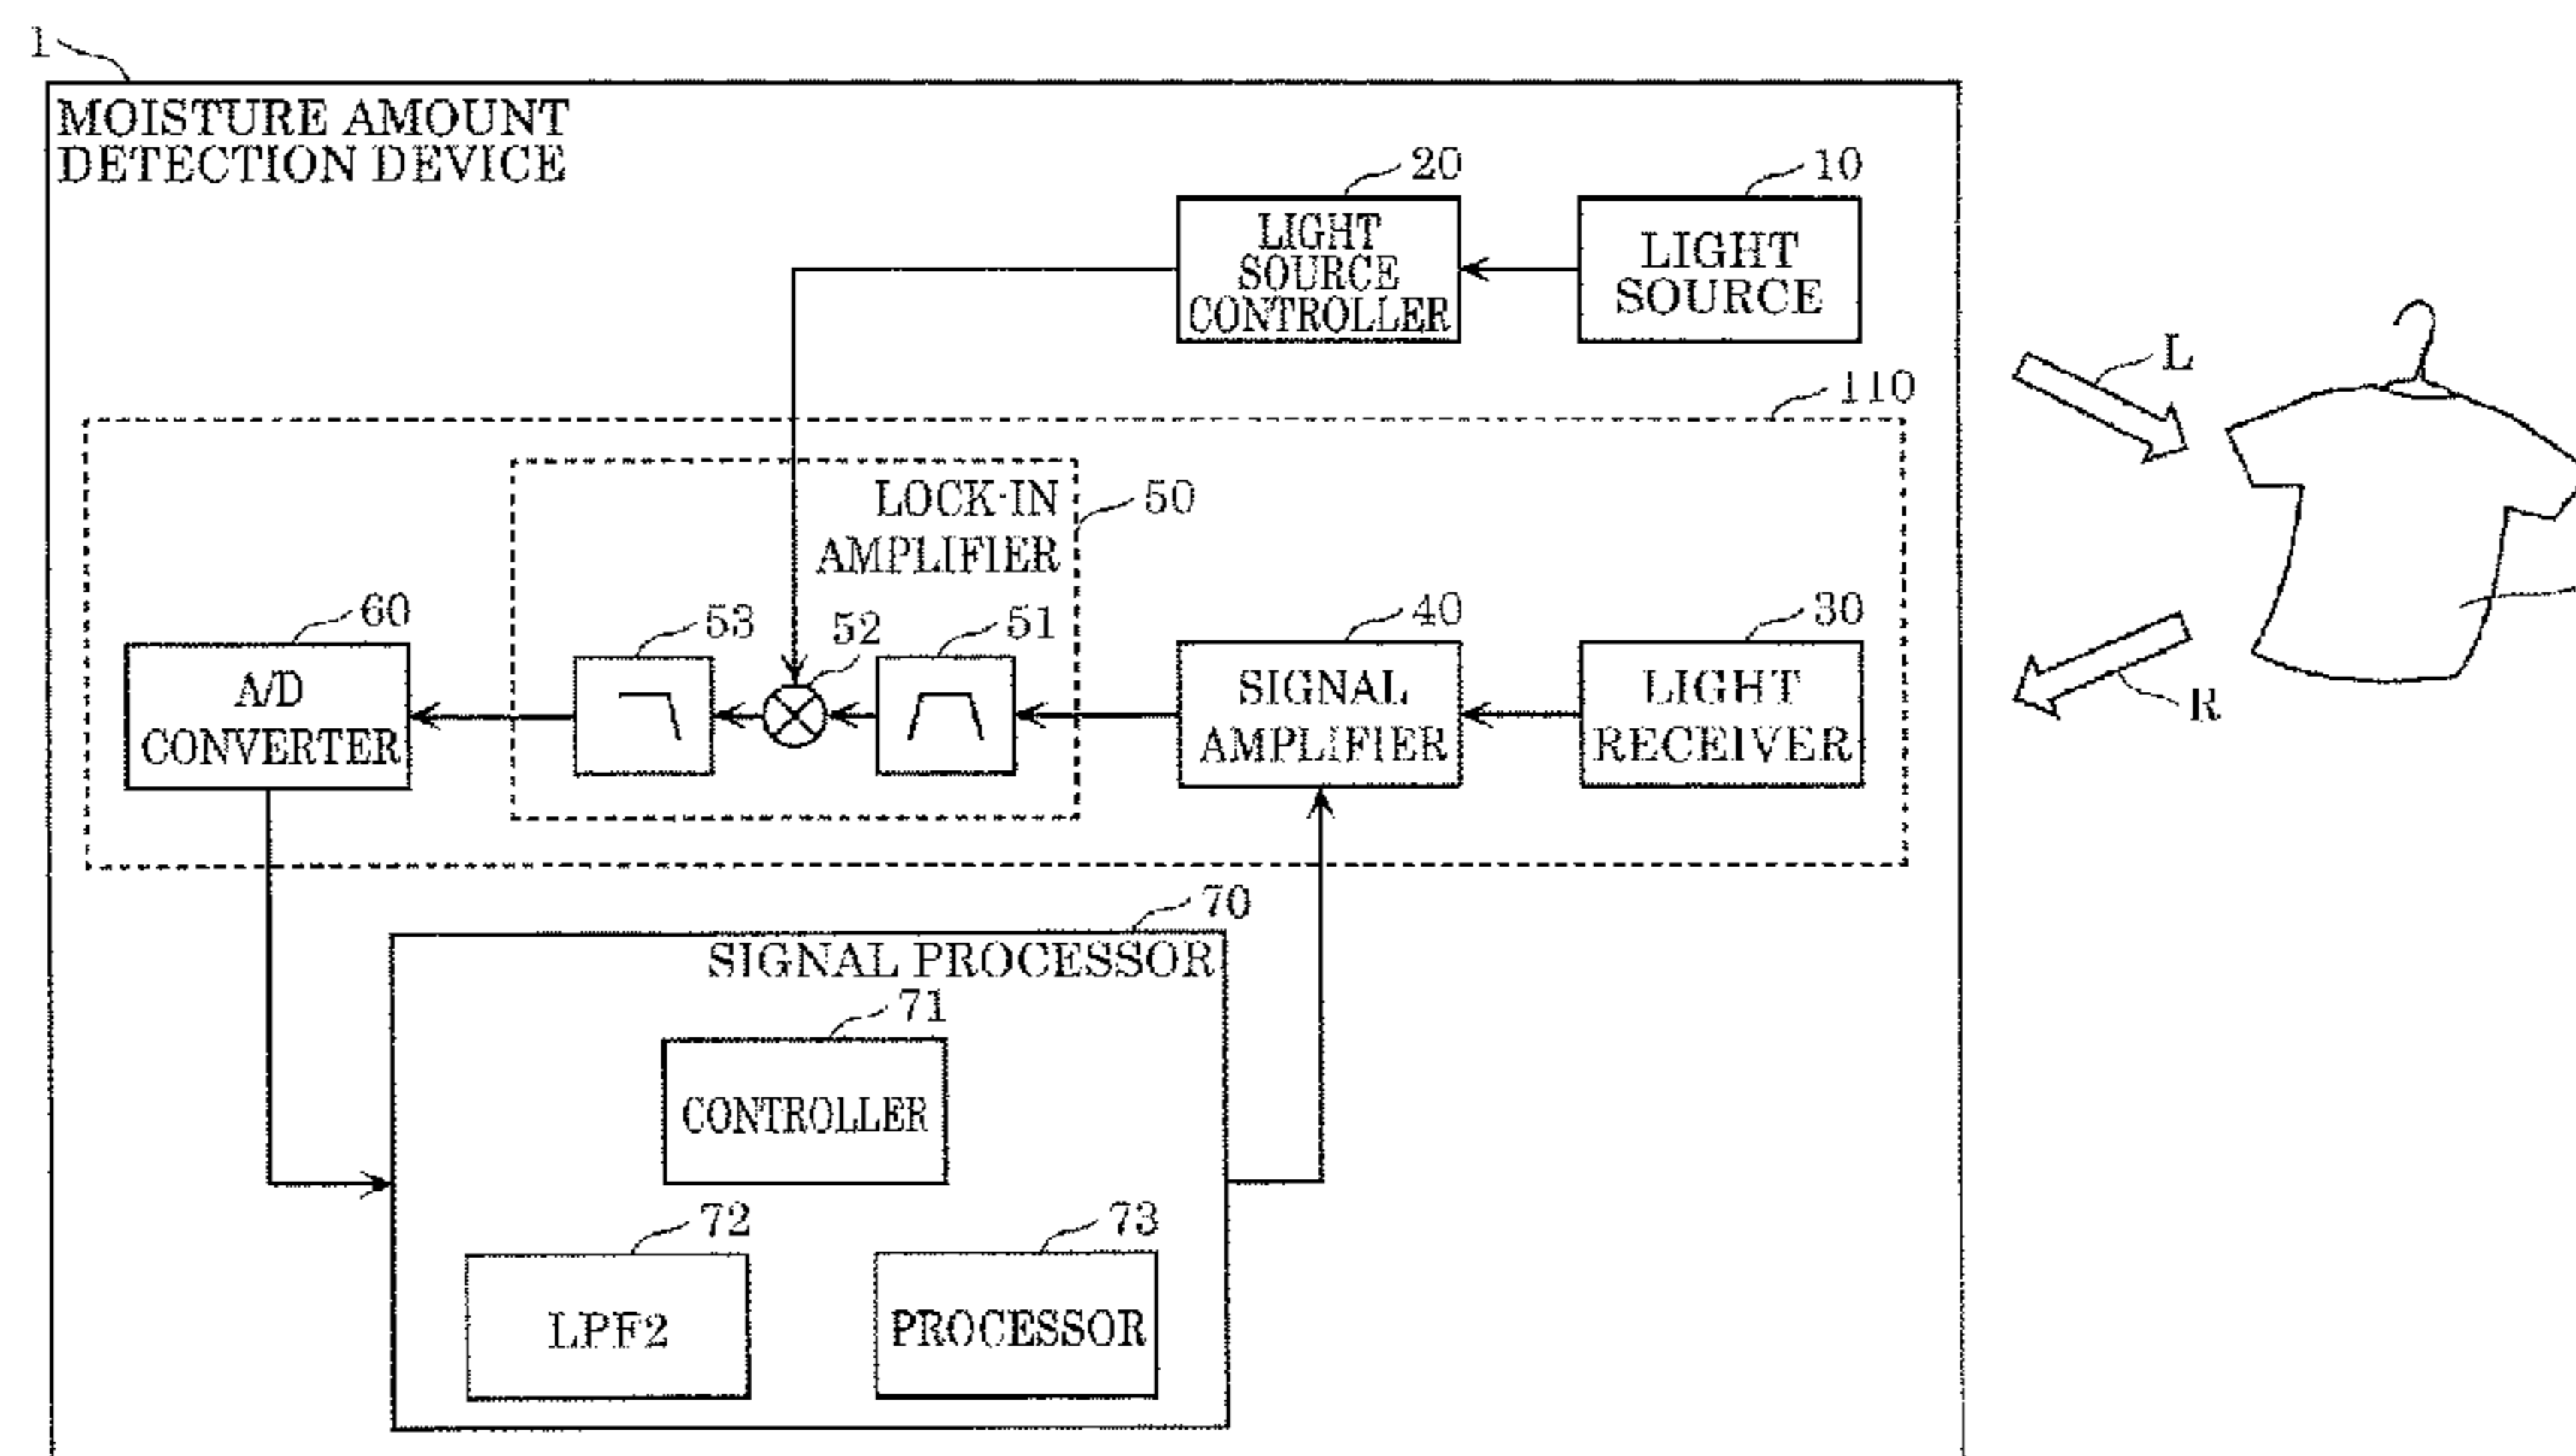 1
MOISTURE AMOUNT
DETECTION DEVICE
20
10
LIGHT
SOURCE
CONTROLLER
LIGHT
SOURCE
L
110
LOCK-IN
AMPLIFIER
50
60
53
52
51
40
30
A/D
CONVERTER
SIGNAL
AMPLIFIER
LIGHT
RECEIVER
R
70
SIGNAL PROCESSOR
71
CONTROLLER
72
73
LPF2
PROCESSOR